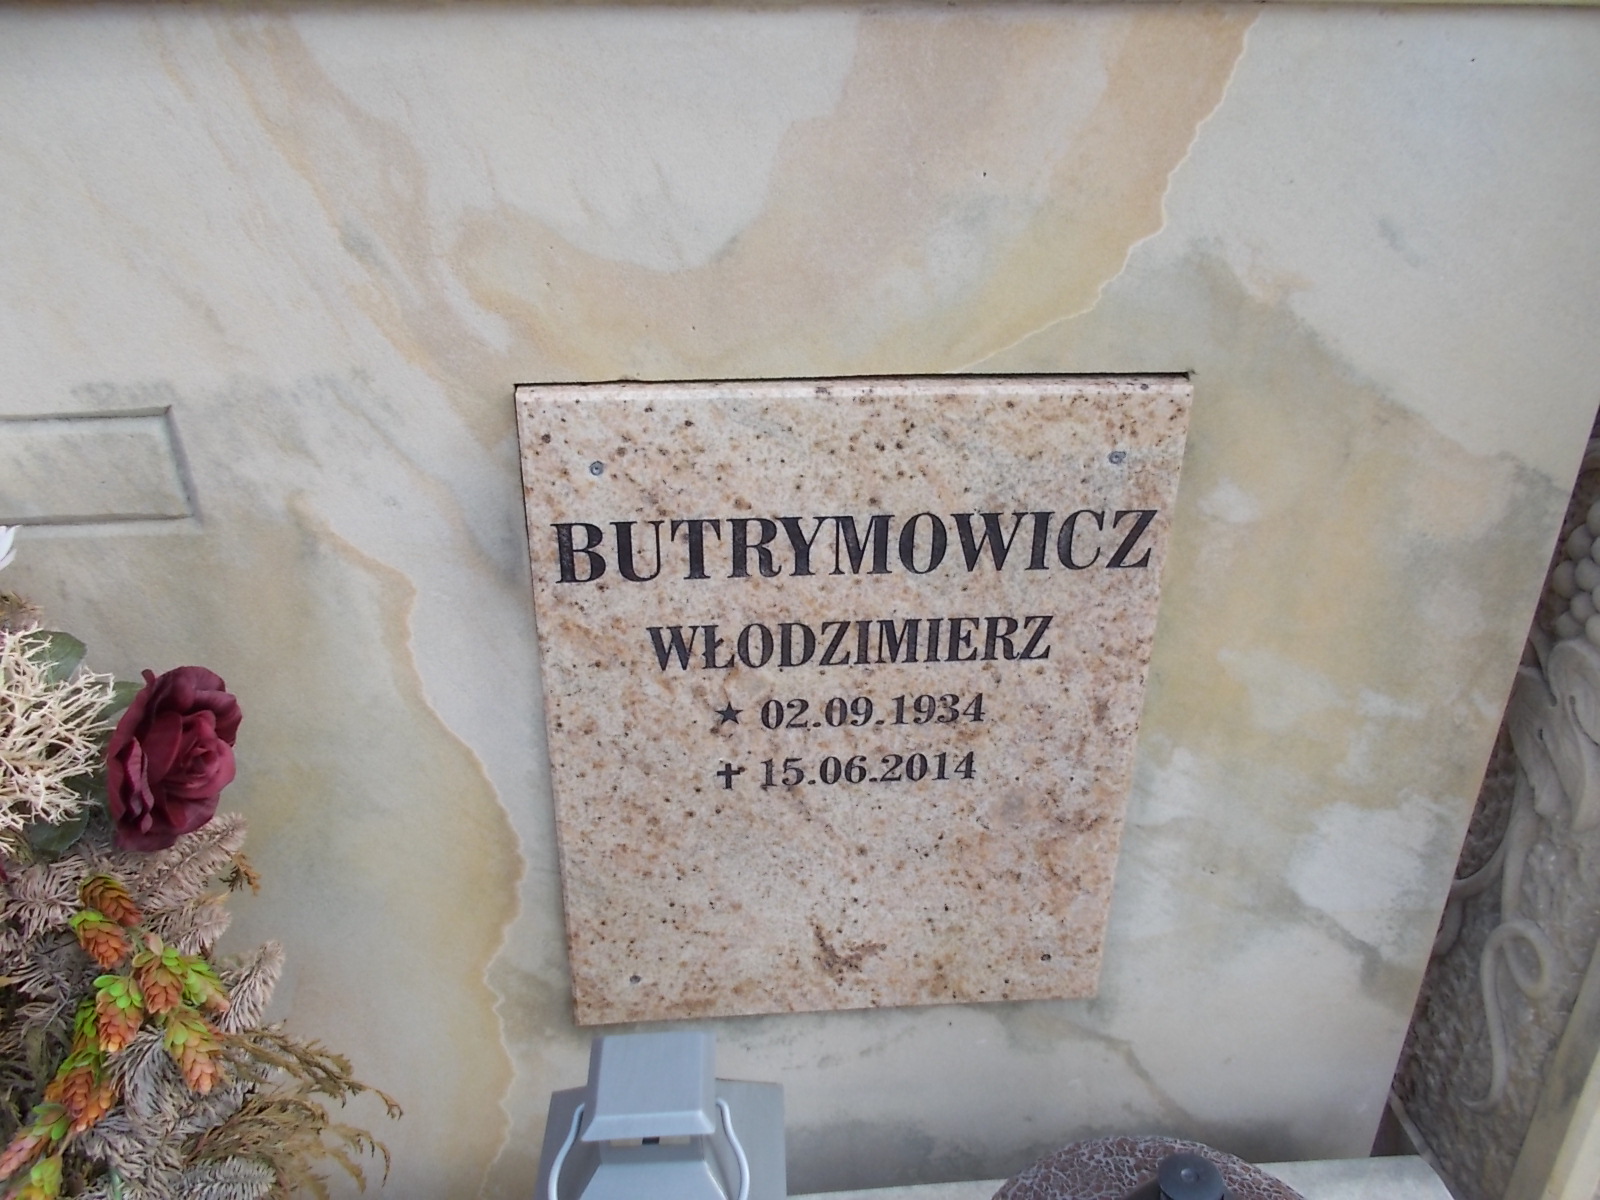 BUTRYMOWICZ
WŁODZIMIERZ
★ 02.09.1934
✝ 15.06.2014